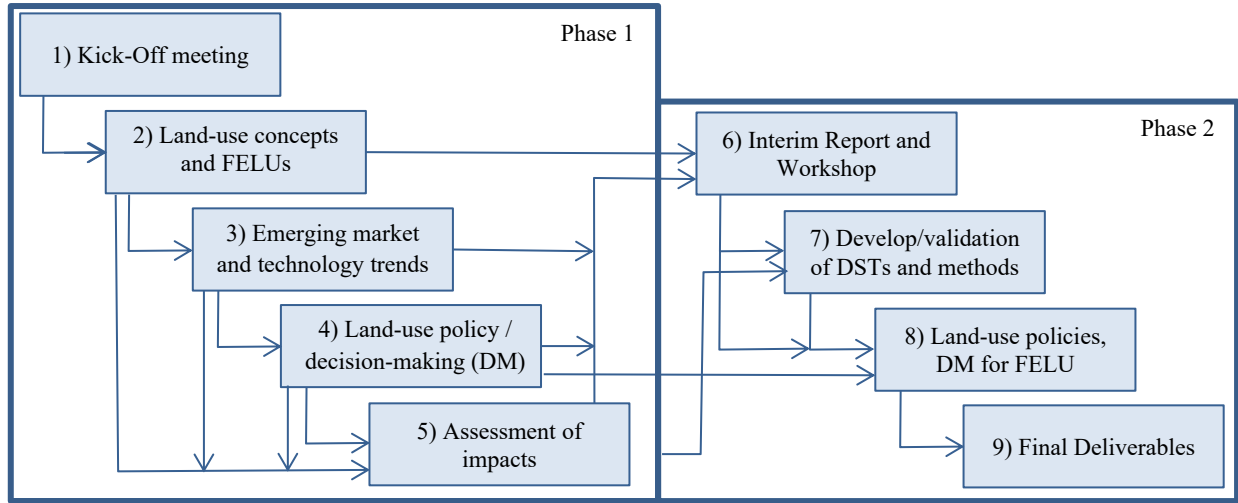 Phase 1
1) Kick-Off meeting
2) Land-use concepts
and FELUs
3) Emerging market
and technology trends
4) Land-use policy /
decision-making (DM)
5) Assessment of
impacts
Phase 2
6) Interim Report and
Workshop
7) Develop/validation
of DSTs and methods
8) Land-use policies,
DM for FELU
9) Final Deliverables